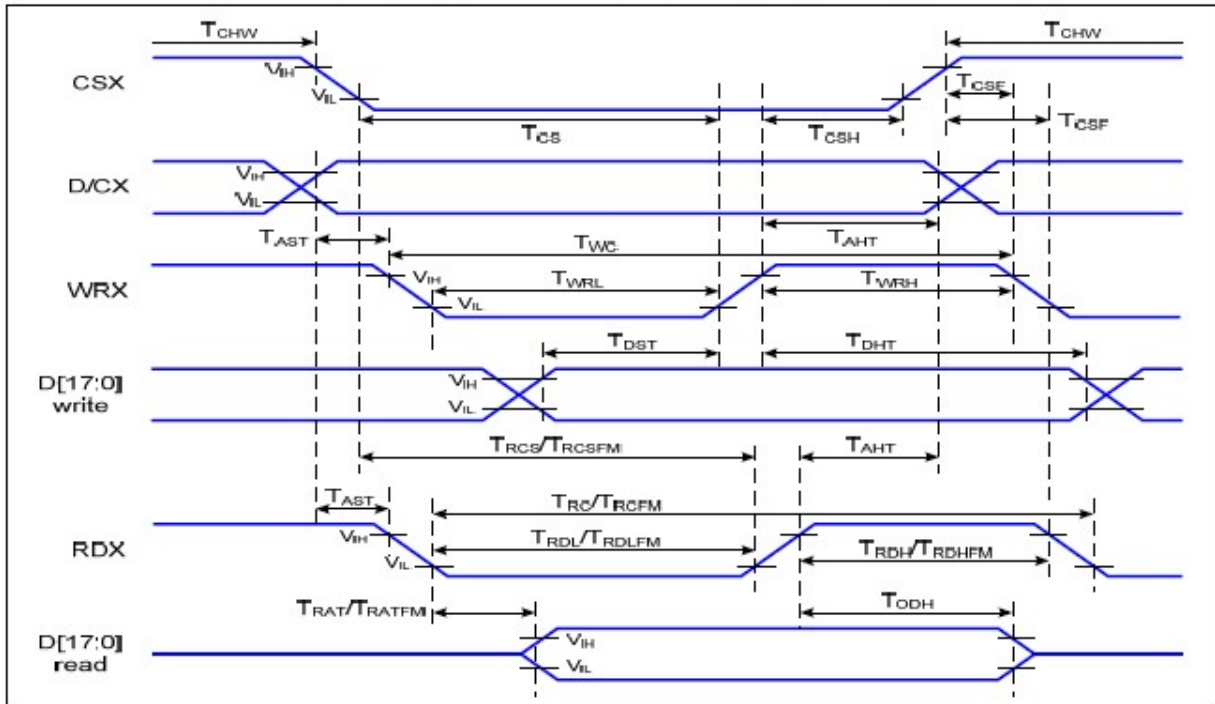 TCHW TCHW
CSX VIH VIL TCSF
TCS TCSH TCSF
D/CX VIH VIL
TAST TWC TAHT
WRX VIH VIL TWRL TWRH
TDST TDHT
D[17:0] write VIH VIL
TRCS/TRCSFM TAHT
TAST TRC/TRCFM
RDX VIH VIL TRDL/TRDLFM TRDH/TRDHFM
TRAT/TRATFM TODH
D[17:0] read VIH VIL